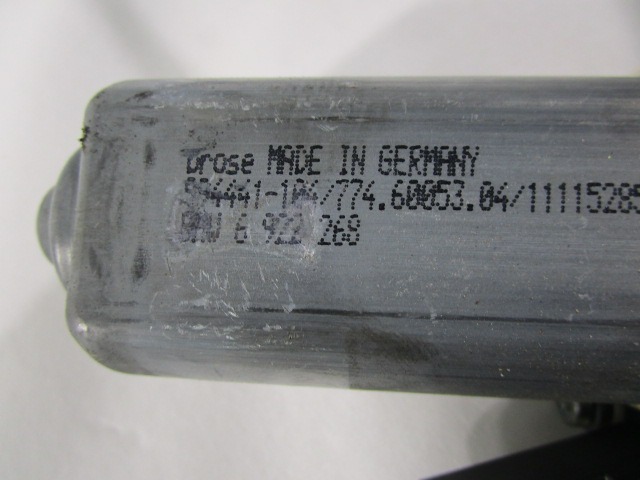 brose MADE IN GERMANY
994441-104/774.60053.04/11115285
BMW 6 922 268